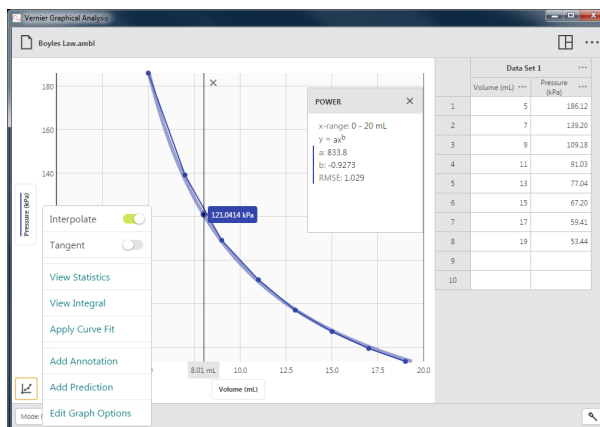 Vernier Graphical Analysis
Boyles Law.ambl
180
160
140
Pressure (kPa)
POWER
x-range: 0 - 20 mL
y = axᵇ
a: 833.8
b: -0.9273
RMSE: 1.029
121.0414 kPa
Interpolate
Tangent
View Statistics
View Integral
Apply Curve Fit
Add Annotation
Add Prediction
Edit Graph Options
8.01 mL 10.0 12.5 15.0 17.5 20.0
Volume (mL)
Mode:
Data Set 1
Volume (mL) Pressure (kPa)
1 5 186.12
2 7 139.20
3 9 109.18
4 11 91.03
5 13 77.04
6 15 67.20
7 17 59.41
8 19 53.44
9
10